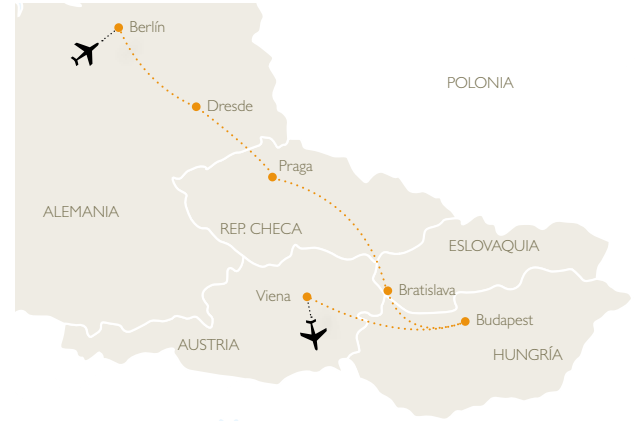 Berlín
POLONIA
Dresde
Praga
ALEMANIA
REP. CHECA
ESLOVAQUIA
Viena
Bratislava
Budapest
AUSTRIA
HUNGRÍA